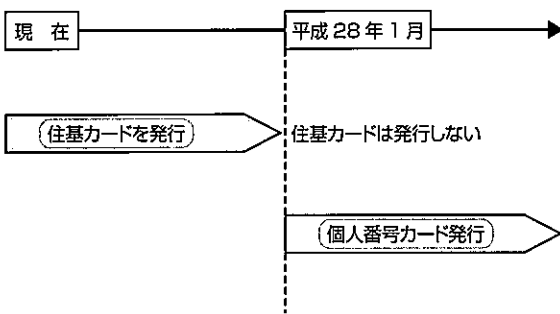 現 在
平成28年1月
住基カードを発行
住基カードは発行しない
個人番号カード発行